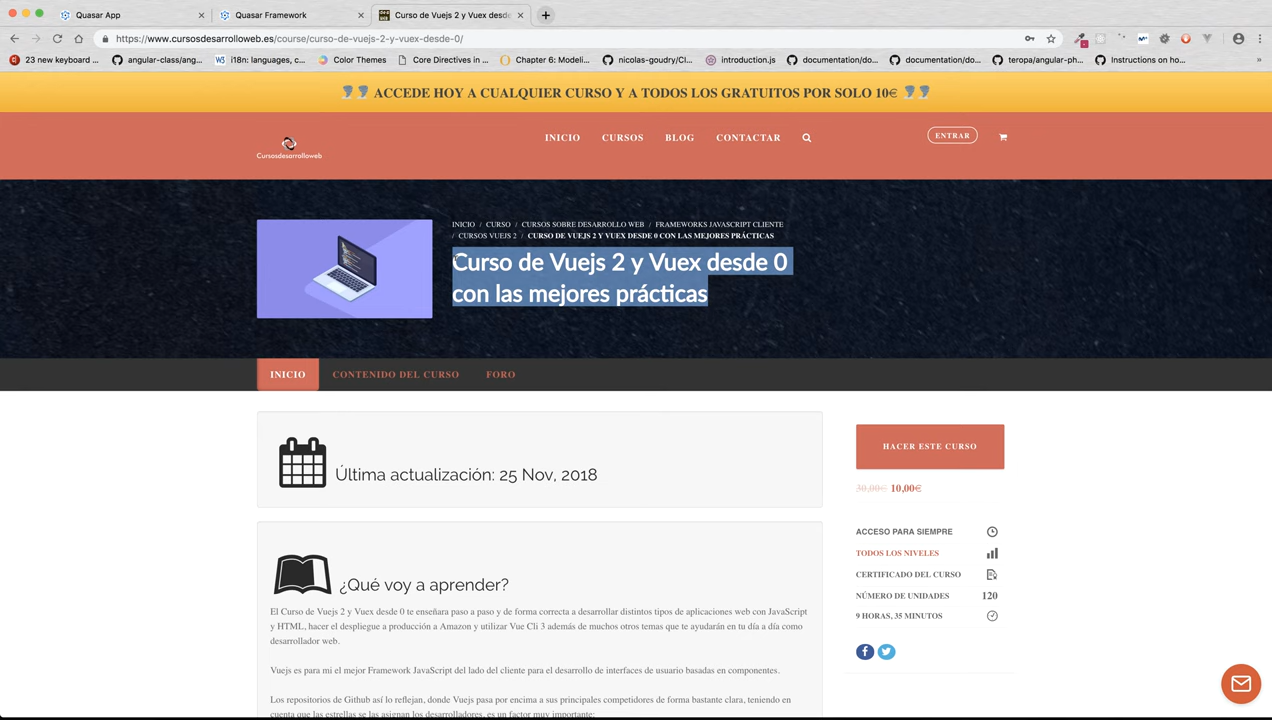 Quasar App
Quasar Framework
Curso de Vuejs 2 y Vuex desde
https://www.cursosdesarrolloweb.es/course/curso-de-vuejs-2-y-vuex-desde-0/
23 new keyboard ...
angular-class/ang...
i18n: languages, c...
Color Themes
Core Directives in ...
Chapter 6: Modeli...
nicolas-goudry/Cl...
introduction.js
documentation/do...
documentation/do...
teropa/angular-ph...
Instructions on ho...
»
ACCEDE HOY A CUALQUIER CURSO Y A TODOS LOS GRATUITOS POR SOLO 10€
Cursosdesarrolloweb
INICIO
CURSOS
BLOG
CONTACTAR
ENTRAR
INICIO / CURSO / CURSOS SOBRE DESARROLLO WEB / FRAMEWORKS JAVASCRIPT CLIENTE
/ CURSOS VUEJS 2 / CURSO DE VUEJS 2 Y VUEX DESDE 0 CON LAS MEJORES PRÁCTICAS
Curso de Vuejs 2 y Vuex desde 0
con las mejores prácticas
INICIO
CONTENIDO DEL CURSO
FORO
Última actualización: 25 Nov, 2018
HACER ESTE CURSO
30,00€ 10,00€
ACCESO PARA SIEMPRE
TODOS LOS NIVELES
CERTIFICADO DEL CURSO
NÚMERO DE UNIDADES 120
9 HORAS, 35 MINUTOS
¿Qué voy a aprender?
El Curso de Vuejs 2 y Vuex desde 0 te enseñara paso a paso y de forma correcta a desarrollar distintos tipos de aplicaciones web con JavaScript
y HTML, hacer el despliegue a producción a Amazon y utilizar Vue Cli 3 además de muchos otros temas que te ayudarán en tu día a día como
desarrollador web.
Vuejs es para mi el mejor Framework JavaScript del lado del cliente para el desarrollo de interfaces de usuario basadas en componentes.
Los repositorios de Github así lo reflejan, donde Vuejs pasa por encima a sus principales competidores de forma bastante clara, teniendo en
cuenta que las estrellas se las asignan los desarrolladores, es un factor muy importante: